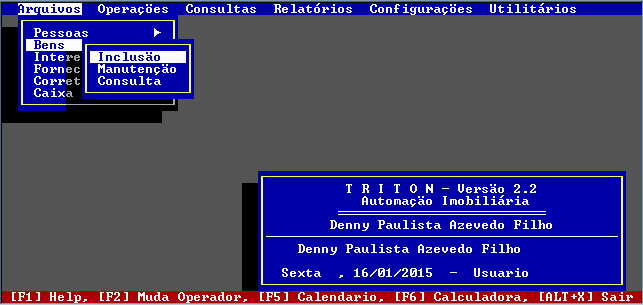 Arquivos Operações Consultas Relatórios Configurações Utilitários
Pessoas
Bens
Intere
Fornec
Corret
Caixa
Inclusão
Manutenção
Consulta
T R I T O N - Versão 2.2
Automação Imobiliária
Denny Paulista Azevedo Filho
Denny Paulista Azevedo Filho
Sexta , 16/01/2015 - Usuario
[F1] Help, [F2] Muda Operador, [F5] Calendario, [F6] Calculadora, [ALT+X] Sair